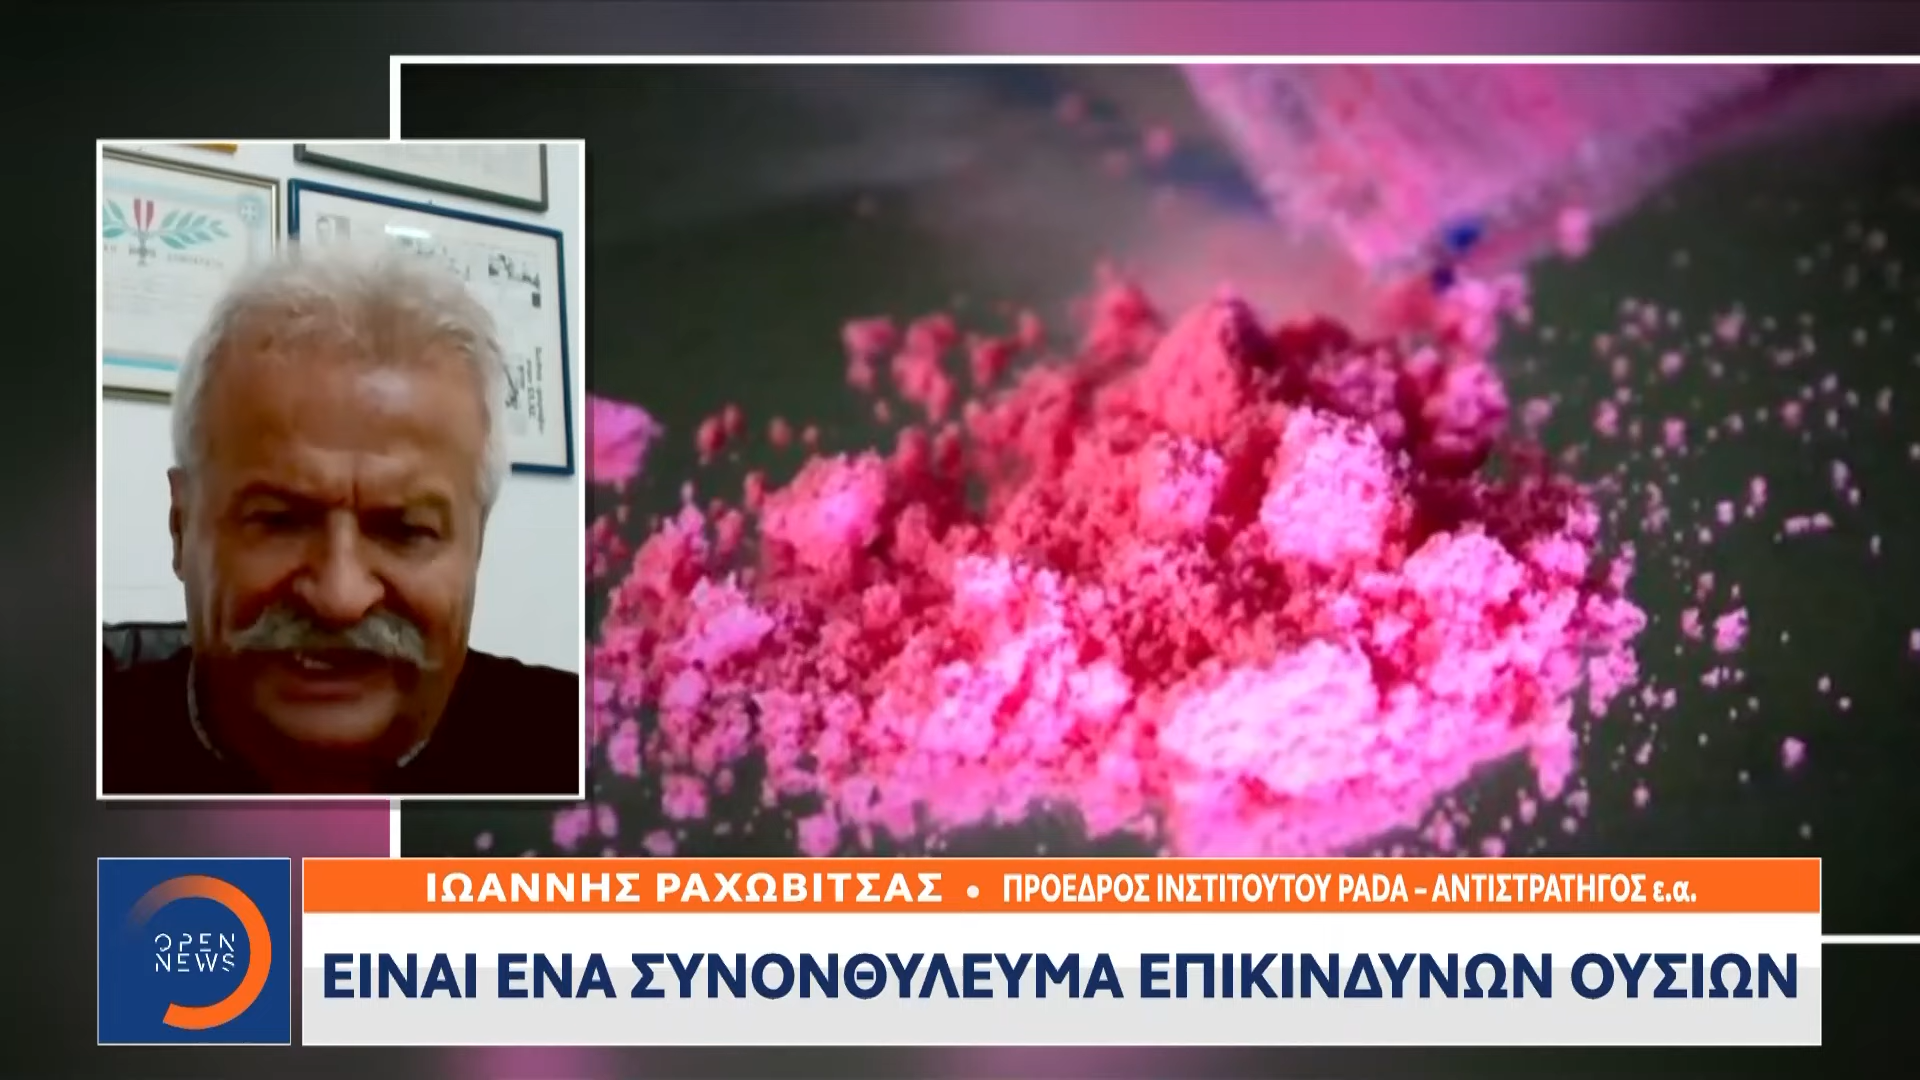 ΙΩΑΝΝΗΣ ΡΑΧΩΒΙΤΣΑΣ • ΠΡΟΕΔΡΟΣ ΙΝΣΤΙΤΟΥΤΟΥ PADA – ΑΝΤΙΣΤΡΑΤΗΓΟΣ ε.α.
OPEN
NEWS
ΕΙΝΑΙ ΕΝΑ ΣΥΝΟΝΘΥΛΕΥΜΑ ΕΠΙΚΙΝΔΥΝΩΝ ΟΥΣΙΩΝ